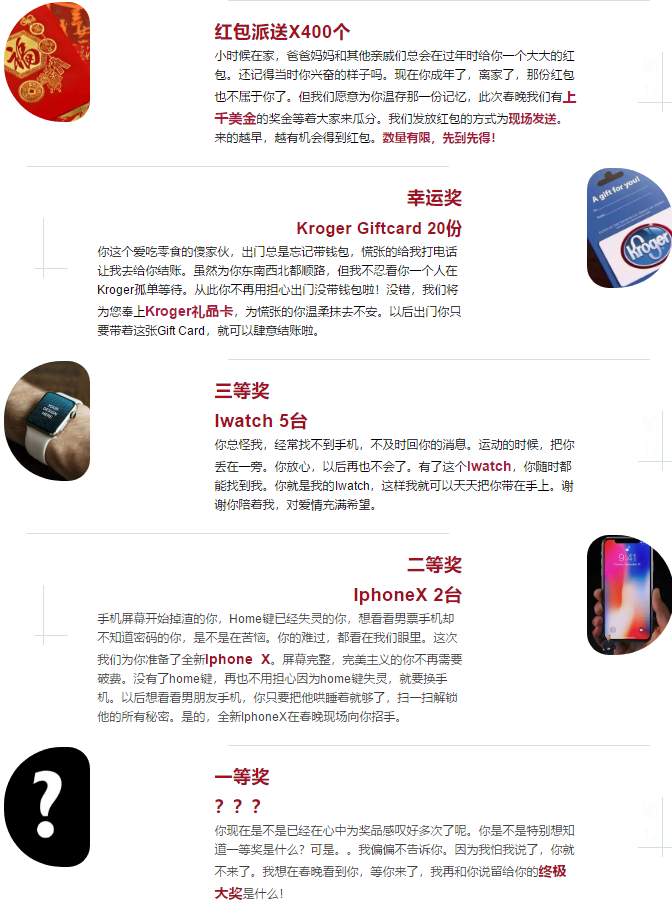 红包派送X400个
小时候在家，爸爸妈妈和其他亲戚们总会在过年时给你一个大大的红
包。还记得当时你兴奋的样子吗。现在你成年了，离家了，那份红包
也不属于你了。但我们愿意为你温存那一份记忆，此次春晚我们有上
千美金的奖金等着大家来瓜分。我们发放红包的方式为现场发送。
来的越早，越有机会得到红包。数量有限，先到先得！
幸运奖
Kroger Giftcard 20份
你这个爱吃零食的傻家伙，出门总是忘记带钱包，慌张的给我打电话
让我去给你结账。虽然为你东南西北都顺路，但我不忍看你一个人在
Kroger孤单等待。从此你不再用担心出门没带钱包啦！没错，我们将
为您奉上Kroger礼品卡，为慌张的你温柔抹去不安。以后出门你只
要带着这张Gift Card，就可以肆意结账啦。
A gift for you!
Kroger
三等奖
Iwatch 5台
你总怪我，经常找不到手机，不及时回你的消息。运动的时候，把你
丢在一旁。你放心，以后再也不会了。有了这个Iwatch，你随时都
能找到我。你就是我的Iwatch，这样我就可以天天把你带在手上。谢
谢你陪着我，对爱情充满希望。
YOUR
DESIGN
HERE
二等奖
IphoneX 2台
手机屏幕开始掉渣的你，Home键已经失灵的你，想看看男票手机却
不知道密码的你，是不是在苦恼。你的难过，都看在我们眼里。这次
我们为你准备了全新Iphone X。屏幕完整，完美主义的你不再需要
破费。没有了home键，再也不用担心因为home键失灵，就要换手
机。以后想看看男朋友手机，你只要把他哄睡着就够了，扫一扫解锁
他的所有秘密。是的，全新IphoneX在春晚现场向你招手。
9:41
一等奖
？？？
你现在是不是已经在心中为奖品感叹好多次了呢。你是不是特别想知
道一等奖是什么？可是。。我偏偏不告诉你。因为我怕我说了，你就
不来了。我想在春晚看到你，等你来了，我再和你说留给你的终极
大奖是什么！
?
福